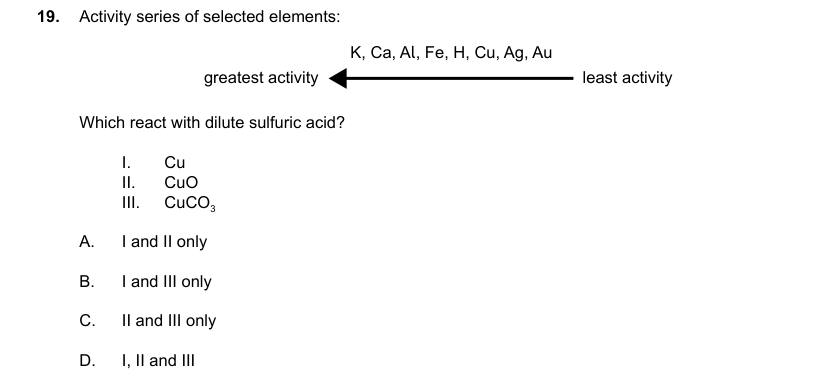 19. Activity series of selected elements:
K, Ca, Al, Fe, H, Cu, Ag, Au
greatest activity least activity
Which react with dilute sulfuric acid?
I. Cu
II. CuO
III. CuCO₃
A. I and II only
B. I and III only
C. II and III only
D. I, II and III